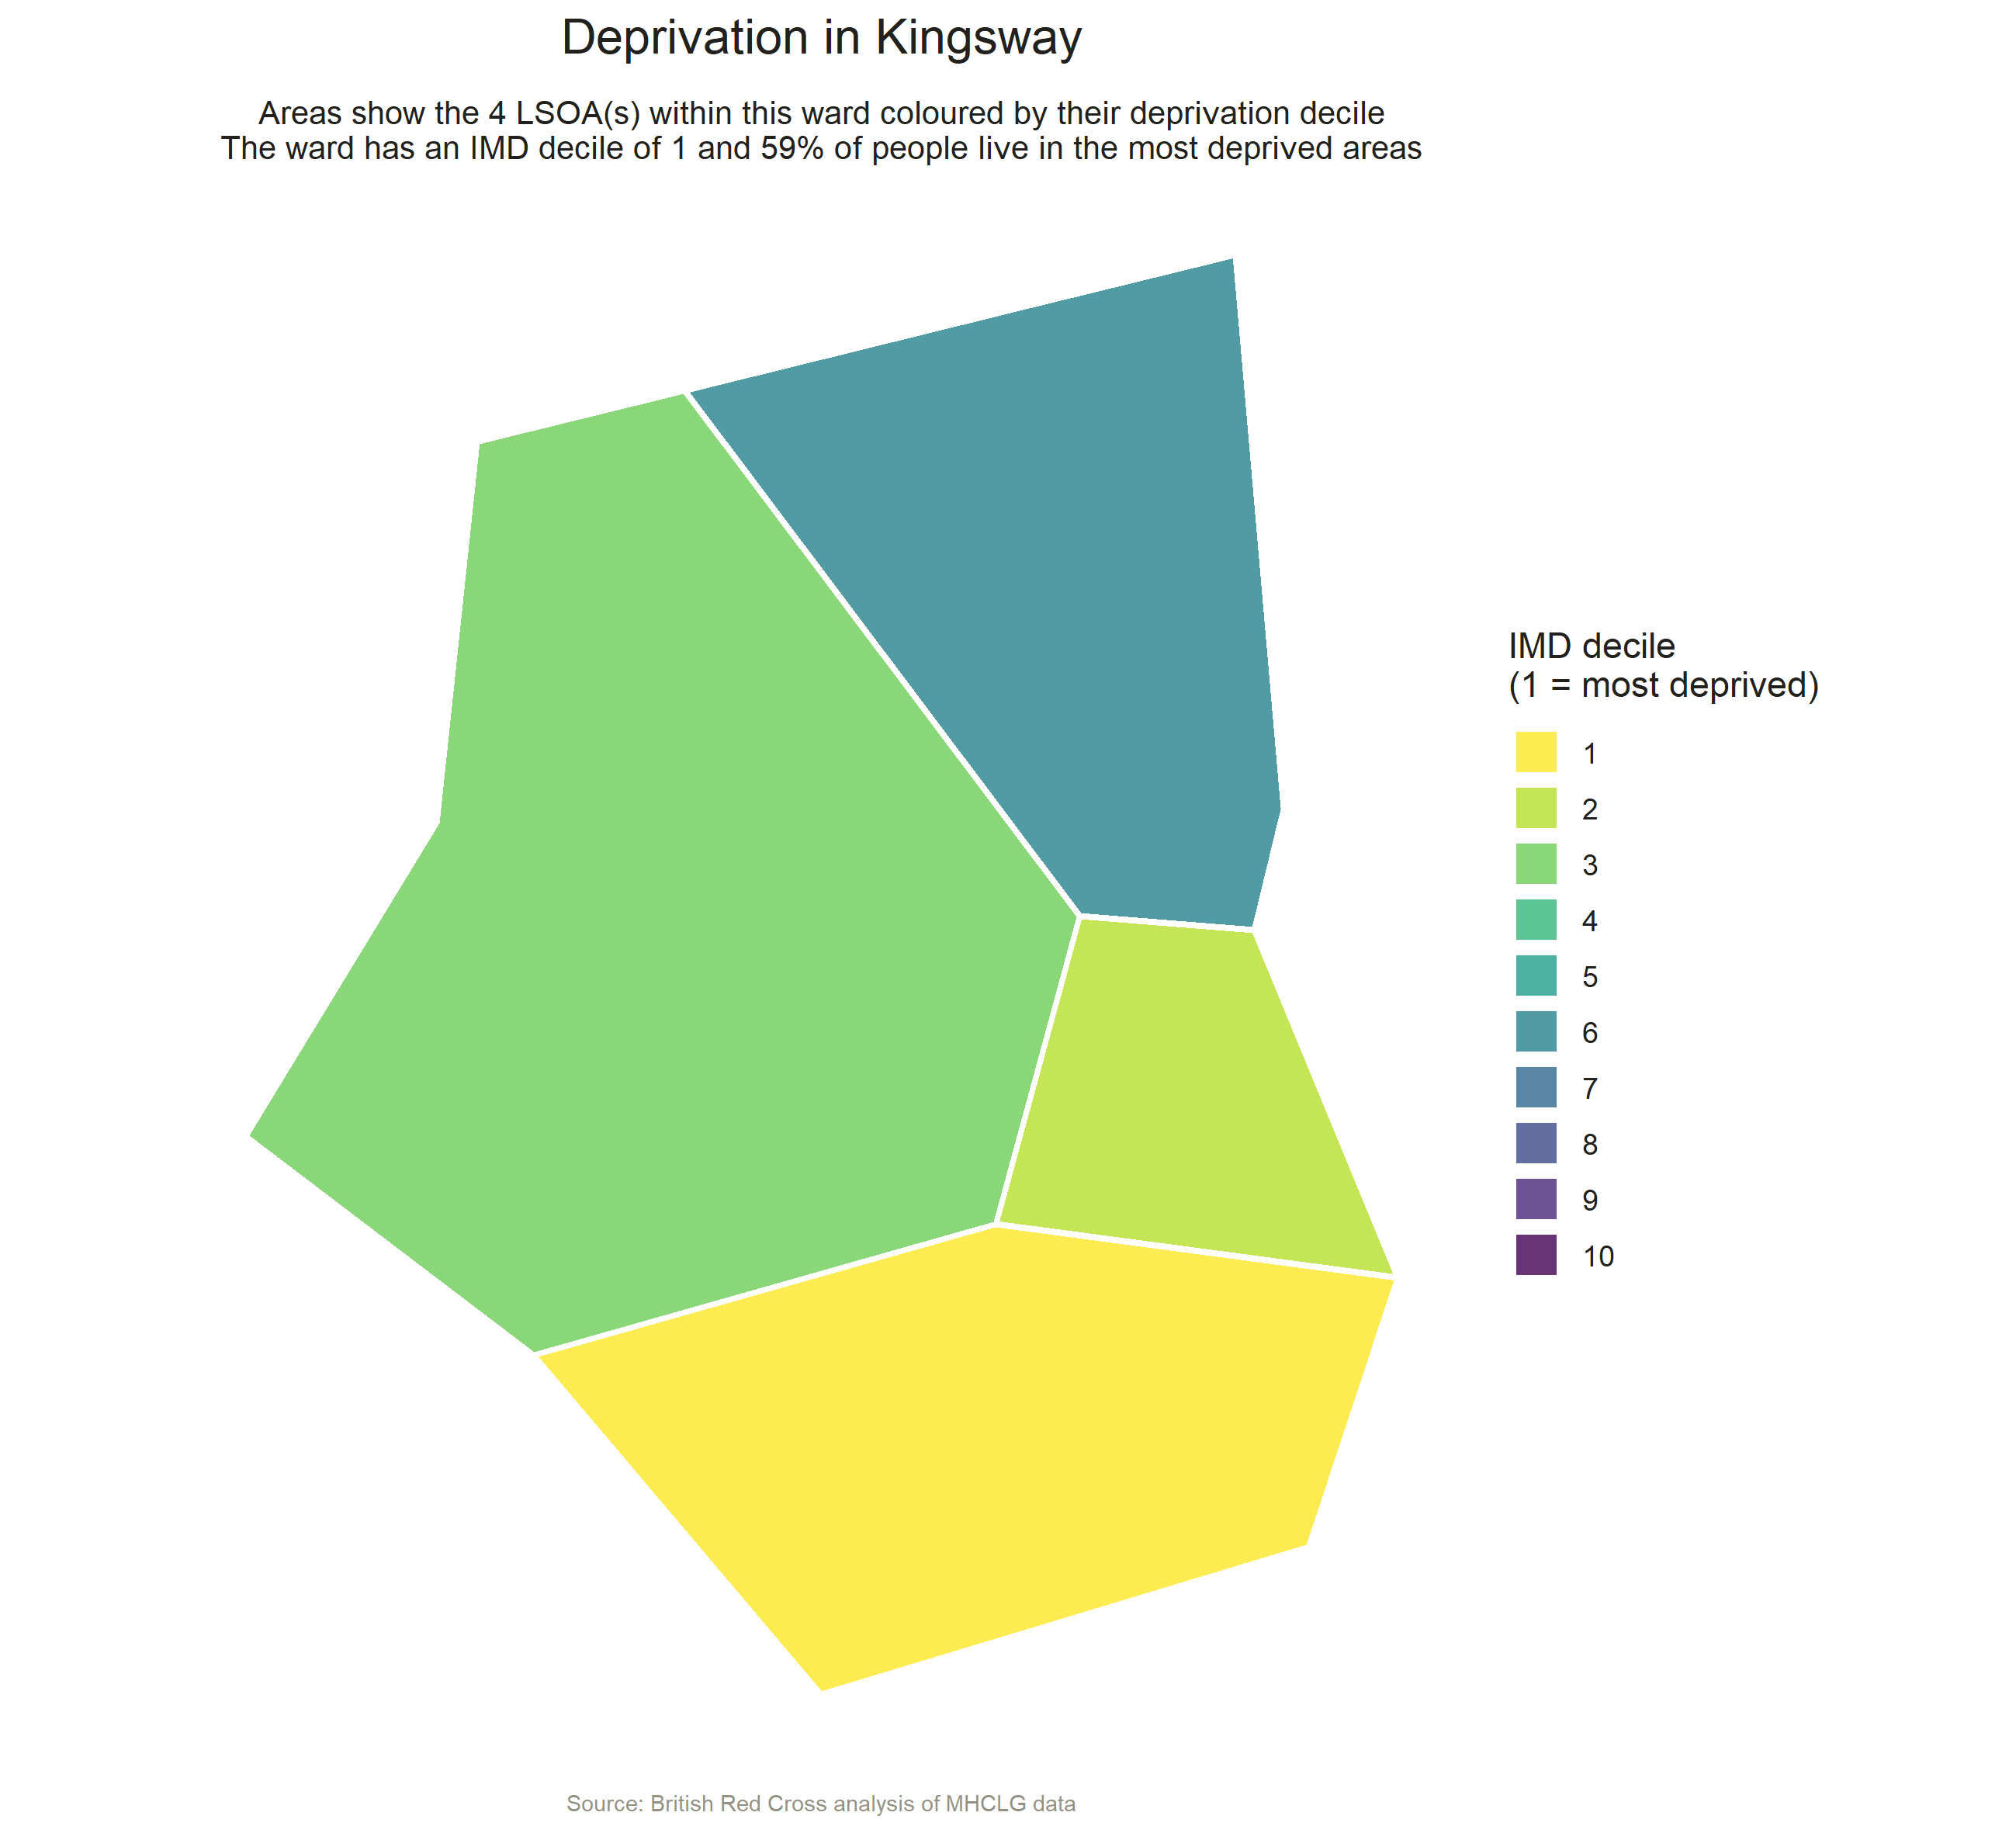 Deprivation in Kingsway
Areas show the 4 LSOA(s) within this ward coloured by their deprivation decile
The ward has an IMD decile of 1 and 59% of people live in the most deprived areas
IMD decile
(1 = most deprived)
1
2
3
4
5
6
7
8
9
10
Source: British Red Cross analysis of MHCLG data